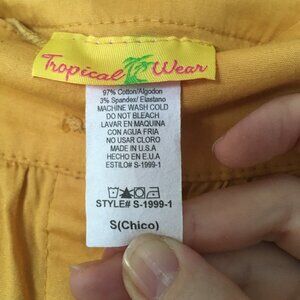 Tropical Wear
97% Cotton/Algodon
3% Spandex/ Elastano
MACHINE WASH COLD
DO NOT BLEACH
LAVAR EN MAQUINA
CON AGUA FRIA
NO USAR CLORO
MADE IN U.S.A
HECHO EN E.U.A
ESTILO# S-1999-1
STYLE# S-1999-1
S(Chico)